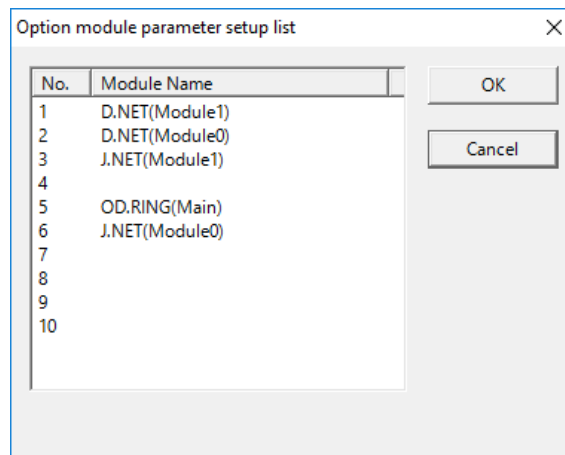 Option module parameter setup list
No. Module Name
1 D.NET(Module1)
2 D.NET(Module0)
3 J.NET(Module1)
4
5 OD.RING(Main)
6 J.NET(Module0)
7
8
9
10
OK
Cancel